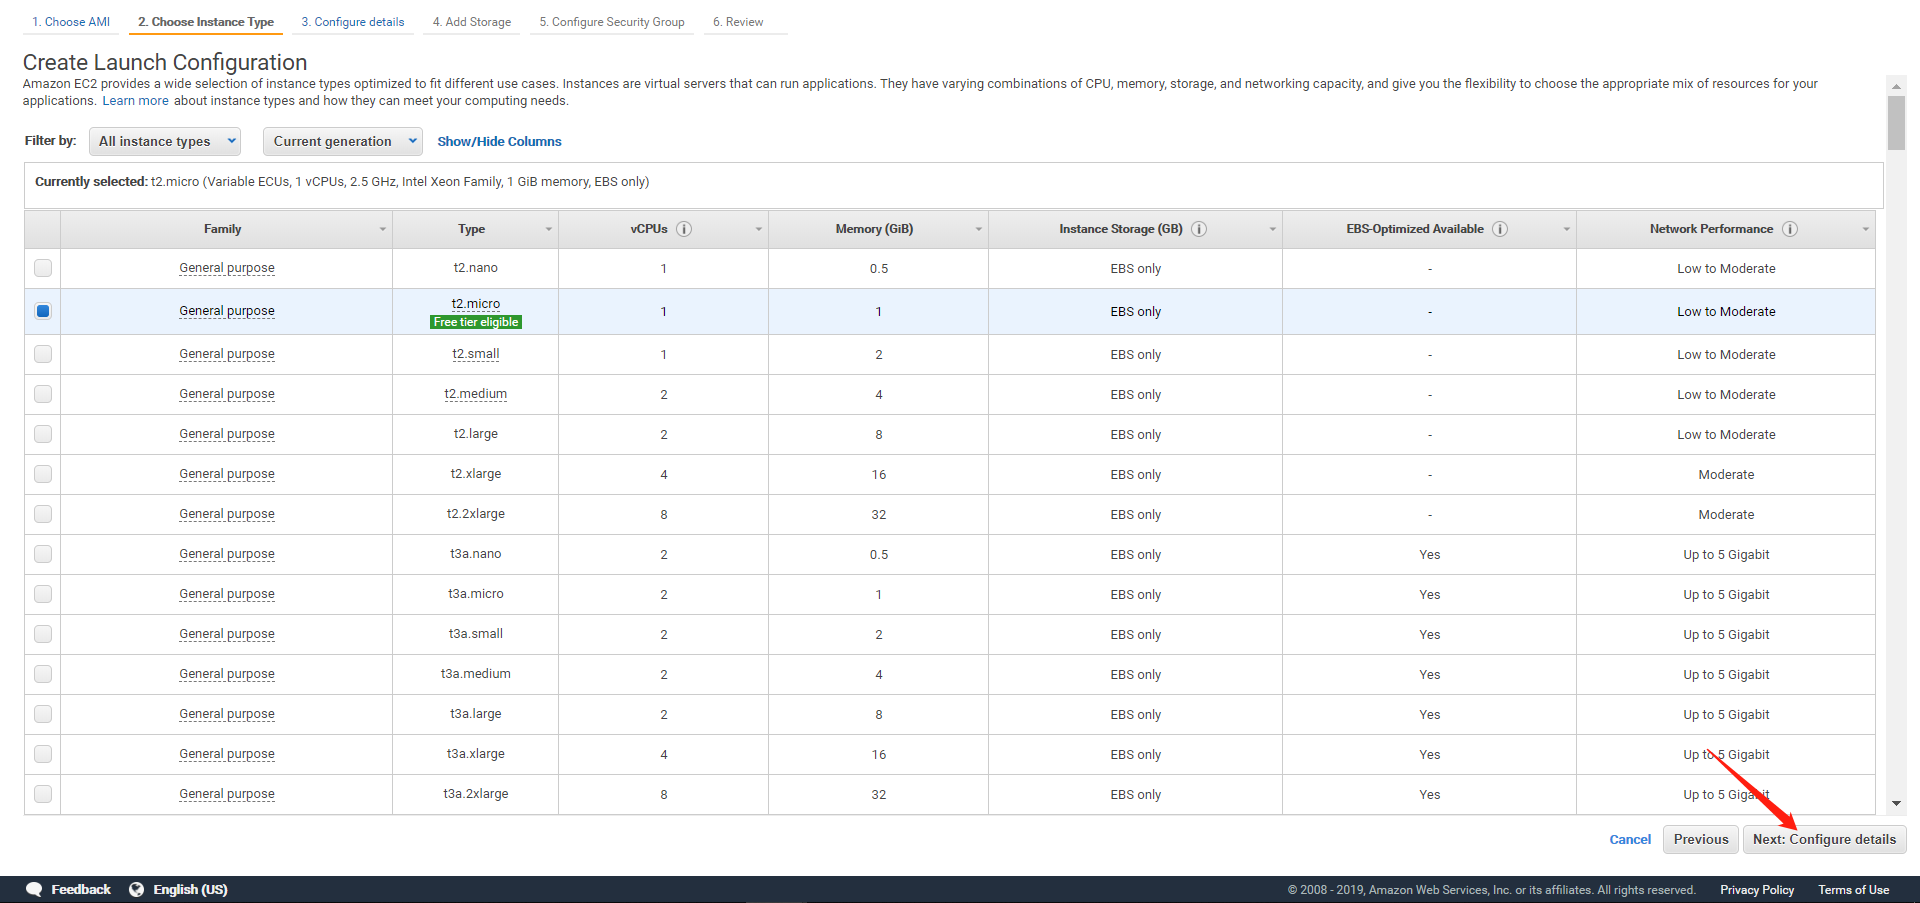 1. Choose AMI 2. Choose Instance Type 3. Configure details 4. Add Storage 5. Configure Security Group 6. Review
Create Launch Configuration
Amazon EC2 provides a wide selection of instance types optimized to fit different use cases. Instances are virtual servers that can run applications. They have varying combinations of CPU, memory, storage, and networking capacity, and give you the flexibility to choose the appropriate mix of resources for your
applications. Learn more about instance types and how they can meet your computing needs.
Filter by: All instance types Current generation Show/Hide Columns
Currently selected: t2.micro (Variable ECUs, 1 vCPUs, 2.5 GHz, Intel Xeon Family, 1 GiB memory, EBS only)
Family Type vCPUs i Memory (GiB) Instance Storage (GB) i EBS-Optimized Available i Network Performance i
General purpose t2.nano 1 0.5 EBS only - Low to Moderate
General purpose t2.micro 1 1 EBS only - Low to Moderate
Free tier eligible
General purpose t2.small 1 2 EBS only - Low to Moderate
General purpose t2.medium 2 4 EBS only - Low to Moderate
General purpose t2.large 2 8 EBS only - Low to Moderate
General purpose t2.xlarge 4 16 EBS only - Moderate
General purpose t2.2xlarge 8 32 EBS only - Moderate
General purpose t3a.nano 2 0.5 EBS only Yes Up to 5 Gigabit
General purpose t3a.micro 2 1 EBS only Yes Up to 5 Gigabit
General purpose t3a.small 2 2 EBS only Yes Up to 5 Gigabit
General purpose t3a.medium 2 4 EBS only Yes Up to 5 Gigabit
General purpose t3a.large 2 8 EBS only Yes Up to 5 Gigabit
General purpose t3a.xlarge 4 16 EBS only Yes Up to 5 Gigabit
General purpose t3a.2xlarge 8 32 EBS only Yes Up to 5 Gigabit
Cancel Previous Next: Configure details
Feedback English (US) © 2008 - 2019, Amazon Web Services, Inc. or its affiliates. All rights reserved. Privacy Policy Terms of Use